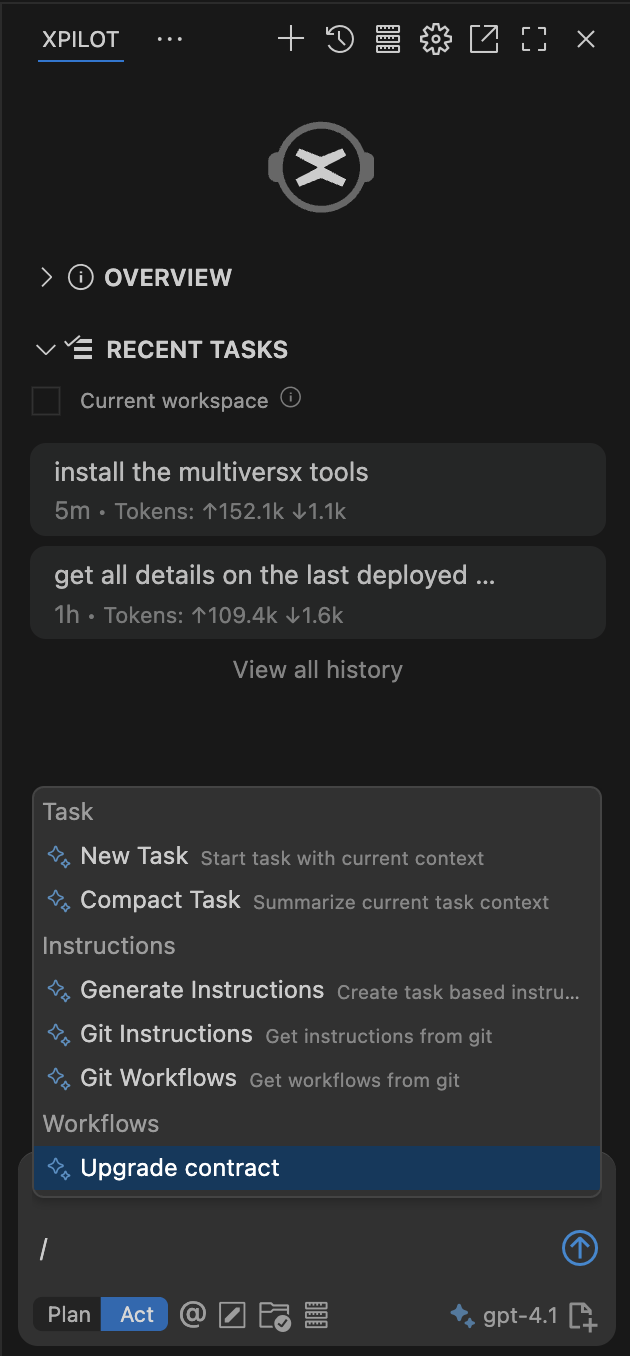 XPILOT ...
OVERVIEW
RECENT TASKS
Current workspace
install the multiversx tools
5m • Tokens: ↑152.1k ↓1.1k
get all details on the last deployed ...
1h • Tokens: ↑109.4k ↓1.6k
View all history
Task
New Task Start task with current context
Compact Task Summarize current task context
Instructions
Generate Instructions Create task based instru...
Git Instructions Get instructions from git
Git Workflows Get workflows from git
Workflows
Upgrade contract
/
Plan Act @ gpt-4.1